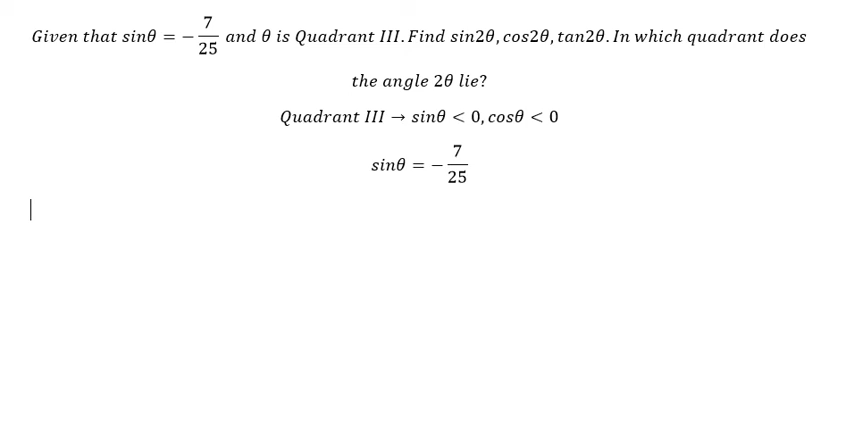 Given that sinθ = −7/25 and θ is Quadrant III. Find sin2θ, cos2θ, tan2θ. In which quadrant does
the angle 2θ lie?
Quadrant III → sinθ < 0, cosθ < 0
sinθ = −7/25